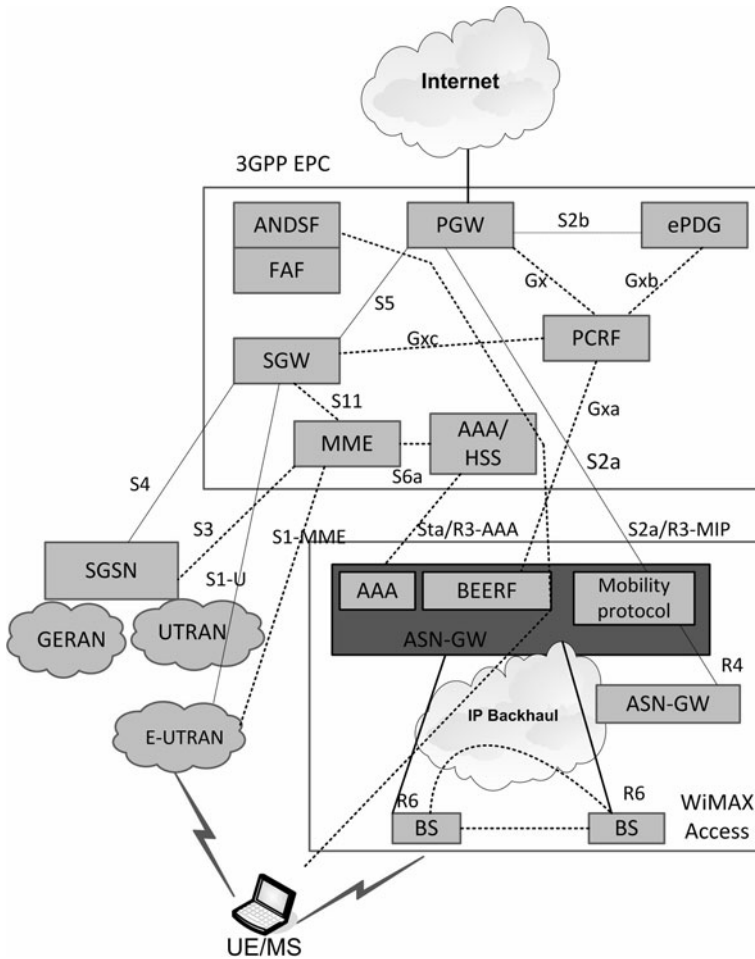 Internet
3GPP EPC
ANDSF
PGW
S2b
ePDG
FAF
Gx
Gxb
S5
SGW
Gxc
PCRF
S11
Gxa
MME
AAA/
HSS
S6a
S2a
S4
S3
S1-MME
Sta/R3-AAA
S2a/R3-MIP
SGSN
S1-U
AAA
BEERF
Mobility
protocol
GERAN
UTRAN
ASN-GW
R4
ASN-GW
E-UTRAN
IP Backhaul
R6
R6
WiMAX
Access
BS
BS
UE/MS